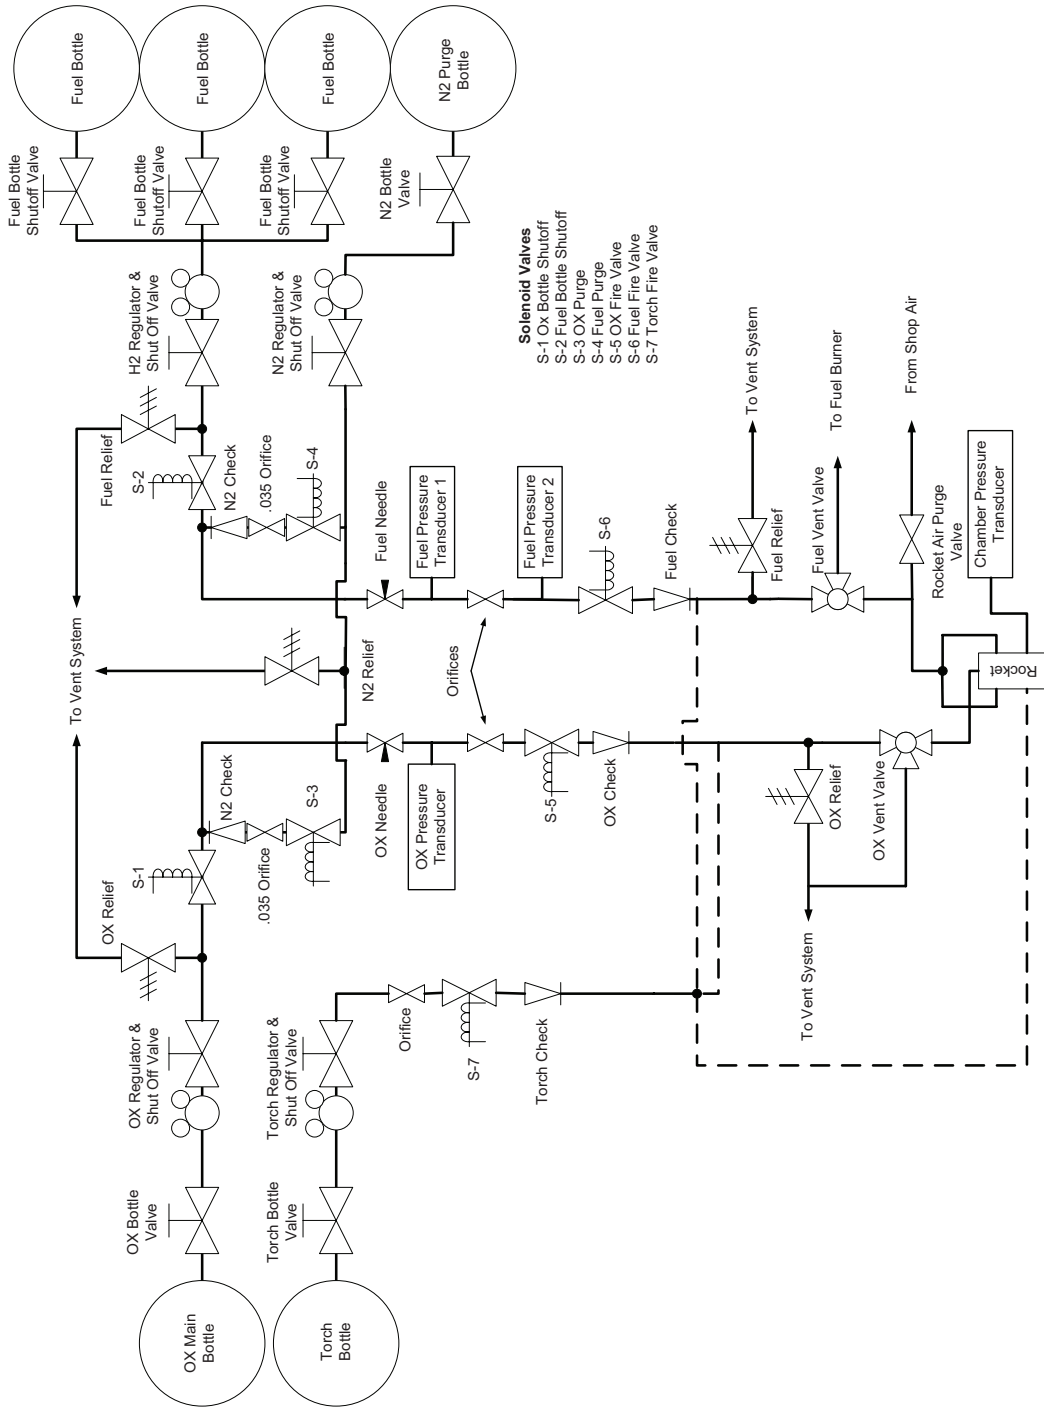 OX Main
Bottle
OX Bottle
Valve
OX Regulator &
Shut Off Valve
OX Relief
S-1
N2 Check
.035 Orifice
S-3
To Vent System
N2 Relief
Fuel Relief
S-2
N2 Check
.035 Orifice
S-4
H2 Regulator &
Shut Off Valve
N2 Regulator &
Shut Off Valve
Fuel Bottle
Shutoff Valve
Fuel Bottle
Shutoff Valve
Fuel Bottle
Shutoff Valve
N2 Bottle
Valve
Fuel Bottle
Fuel Bottle
Fuel Bottle
N2 Purge
Bottle
Torch
Bottle
Torch Bottle
Valve
Torch Regulator &
Shut Off Valve
Orifice
S-7
Torch Check
OX Needle
OX Pressure
Transducer
Orifices
S-5
OX Check
Fuel Needle
Fuel Pressure
Transducer 1
Fuel Pressure
Transducer 2
S-6
Fuel Check
Solenoid Valves
S-1 Ox Bottle Shutoff
S-2 Fuel Bottle Shutoff
S-3 OX Purge
S-4 Fuel Purge
S-5 OX Fire Valve
S-6 Fuel Fire Valve
S-7 Torch Fire Valve
To Vent System
OX Relief
OX Vent Valve
Fuel Relief
To Vent System
Fuel Vent Valve
To Fuel Burner
Rocket Air Purge
Valve
From Shop Air
Chamber Pressure
Transducer
Rocket